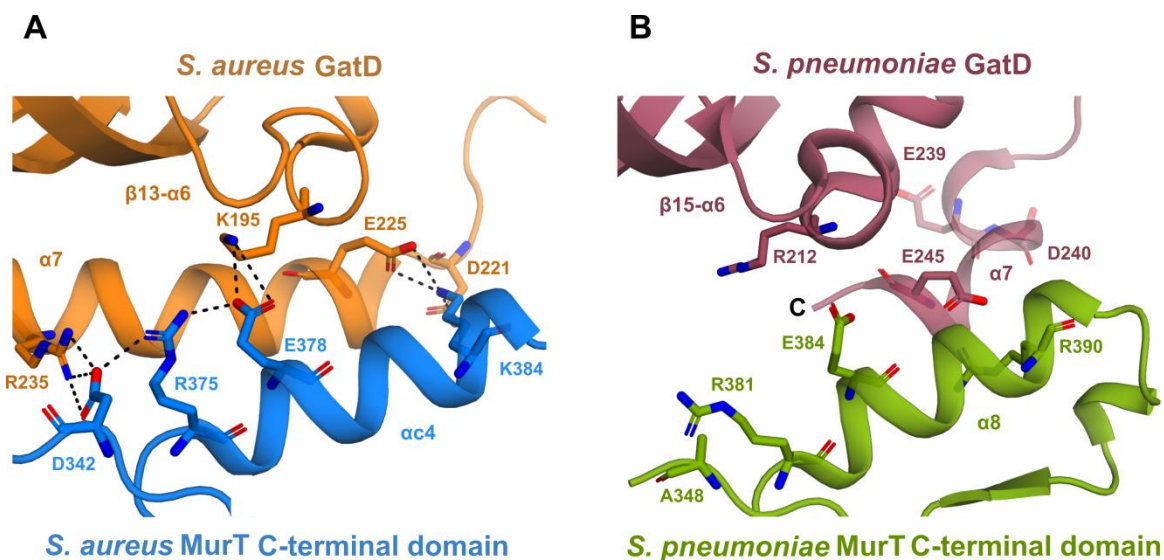 A
S. aureus GatD
β13-α6
K195
E225
α7
D221
R235
R375
E378
K384
D342
αc4
S. aureus MurT C-terminal domain
B
S. pneumoniae GatD
E239
β15-α6
R212
E245
α7
D240
C
E384
R390
R381
α8
A348
S. pneumoniae MurT C-terminal domain